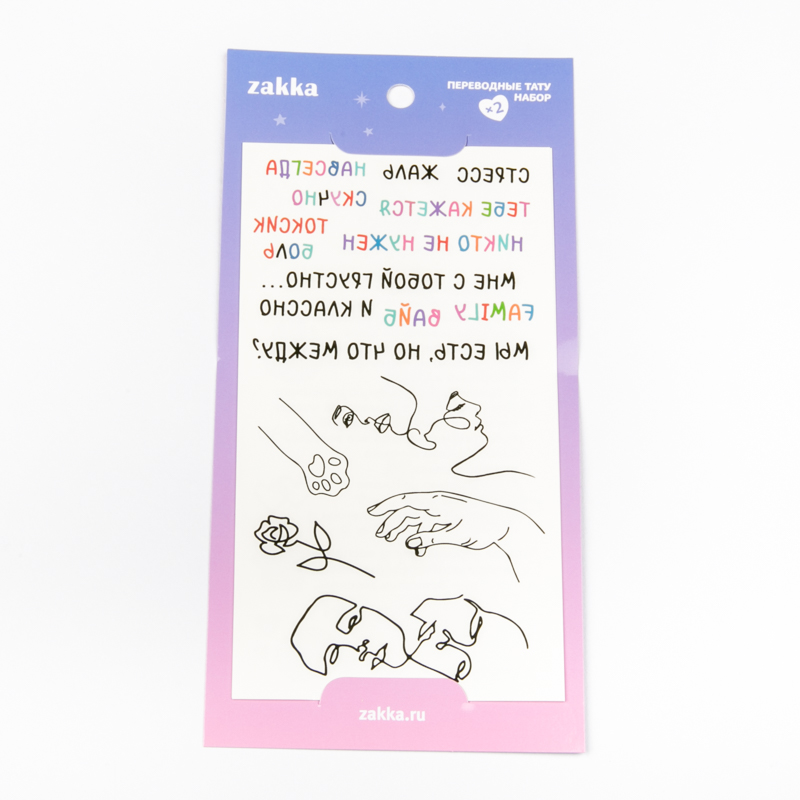 zakka
ПЕРЕВОДНЫЕ ТАТУ
НАБОР
x2
СТРЕСС ЖАЛЬ НАВСЕГДА
ТЕБЕ КАЖЕТСЯ СКУЧНО
НИКТО НЕ НУЖЕН ТОКСИК
БОЛЬ
МНЕ С ТОБОЙ ГРУСТНО...
FAMILY ВАЙБ И КЛАССНО
МЫ ЕСТЬ, НО ЧТО МЕЖДУ?
zakka.ru